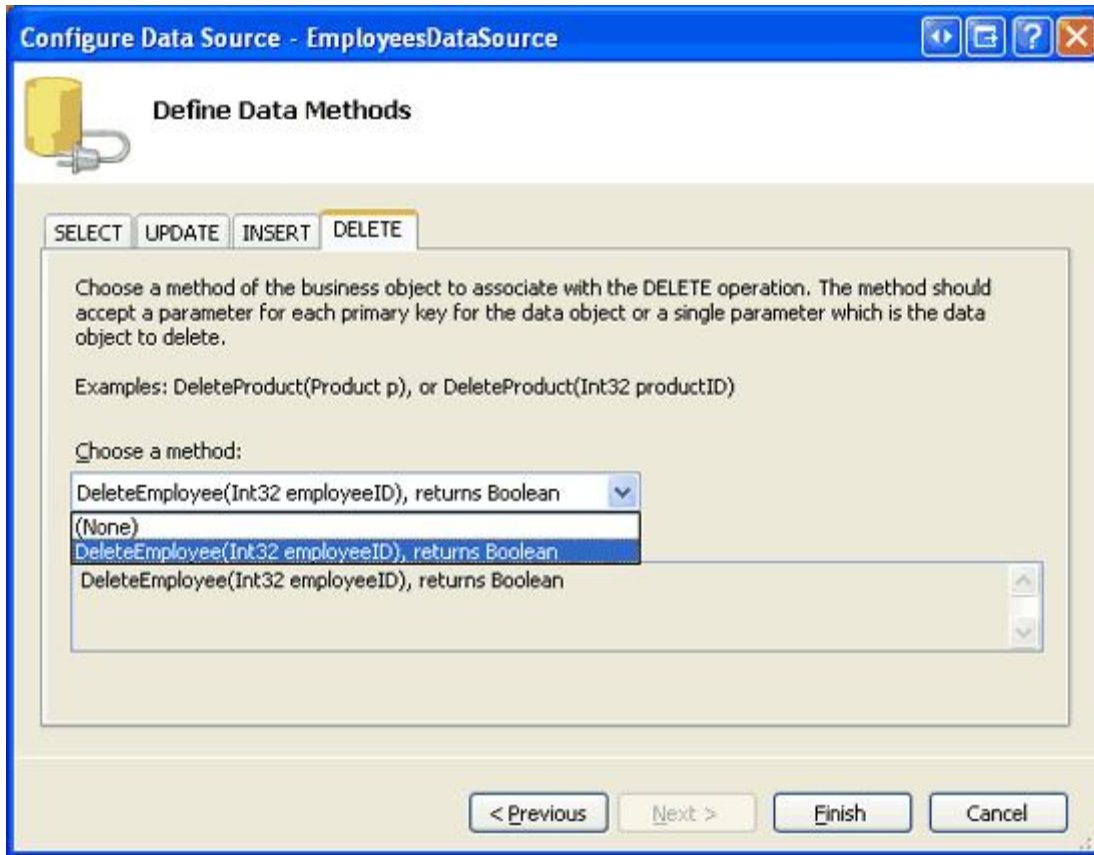 Configure Data Source - EmployeesDataSource
Define Data Methods
SELECT UPDATE INSERT DELETE
Choose a method of the business object to associate with the DELETE operation. The method should
accept a parameter for each primary key for the data object or a single parameter which is the data
object to delete.
Examples: DeleteProduct(Product p), or DeleteProduct(Int32 productID)
Choose a method:
DeleteEmployee(Int32 employeeID), returns Boolean
(None)
DeleteEmployee(Int32 employeeID), returns Boolean
DeleteEmployee(Int32 employeeID), returns Boolean
< Previous Next > Finish Cancel